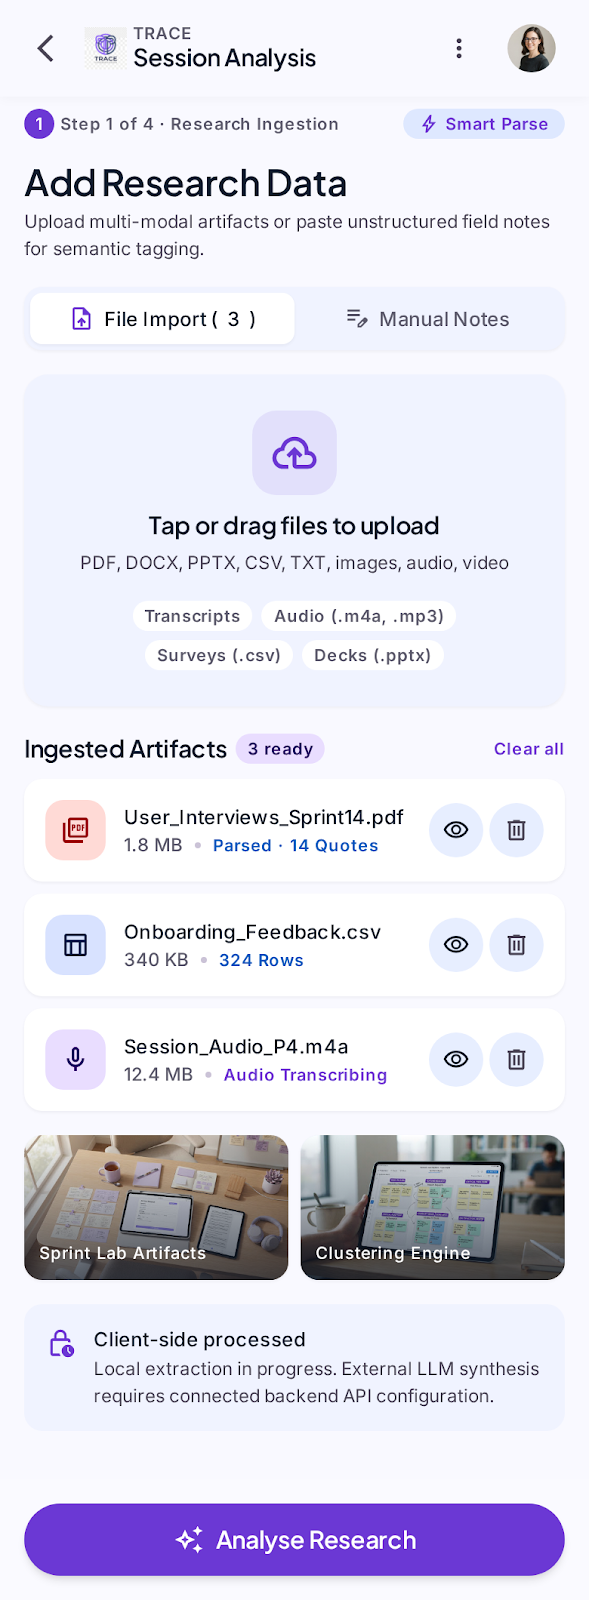 TRACE
TRACE
Session Analysis
1 Step 1 of 4 · Research Ingestion
Smart Parse
Add Research Data
Upload multi-modal artifacts or paste unstructured field notes
for semantic tagging.
File Import ( 3 )
Manual Notes
Tap or drag files to upload
PDF, DOCX, PPTX, CSV, TXT, images, audio, video
Transcripts
Audio (.m4a, .mp3)
Surveys (.csv)
Decks (.pptx)
Ingested Artifacts
3 ready
Clear all
PDF
User_Interviews_Sprint14.pdf
1.8 MB • Parsed · 14 Quotes
Onboarding_Feedback.csv
340 KB • 324 Rows
Session_Audio_P4.m4a
12.4 MB • Audio Transcribing
Sprint Lab Artifacts
Clustering Engine
Client-side processed
Local extraction in progress. External LLM synthesis
requires connected backend API configuration.
Analyse Research